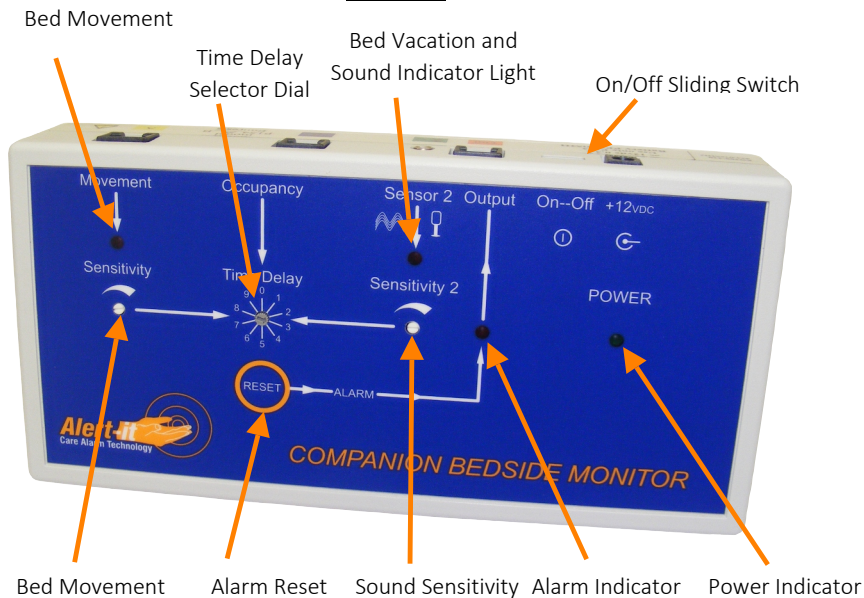 Bed Movement
Time Delay
Selector Dial
Bed Vacation and
Sound Indicator Light
On/Off Sliding Switch
Movement
Occupancy
Sensor 2
Output
On--Off
+12VDC
Sensitivity
Time Delay
Sensitivity 2
POWER
0
1
2
3
4
5
6
7
8
9
RESET
ALARM
Alert-it
Care Alarm Technology
COMPANION BEDSIDE MONITOR
Bed Movement
Alarm Reset
Sound Sensitivity
Alarm Indicator
Power Indicator